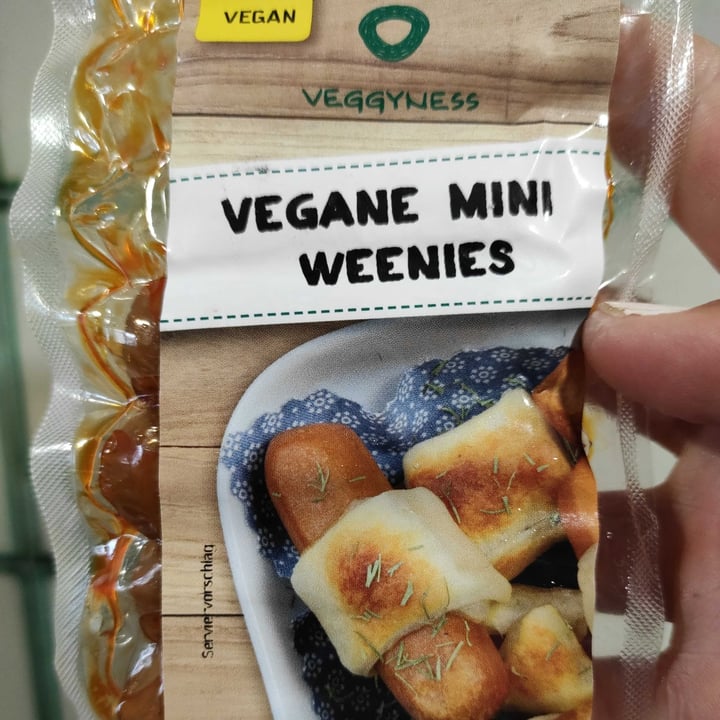 VEGAN
VEGGYNESS
VEGANE MINI
WEENIES
Serviervorschlag